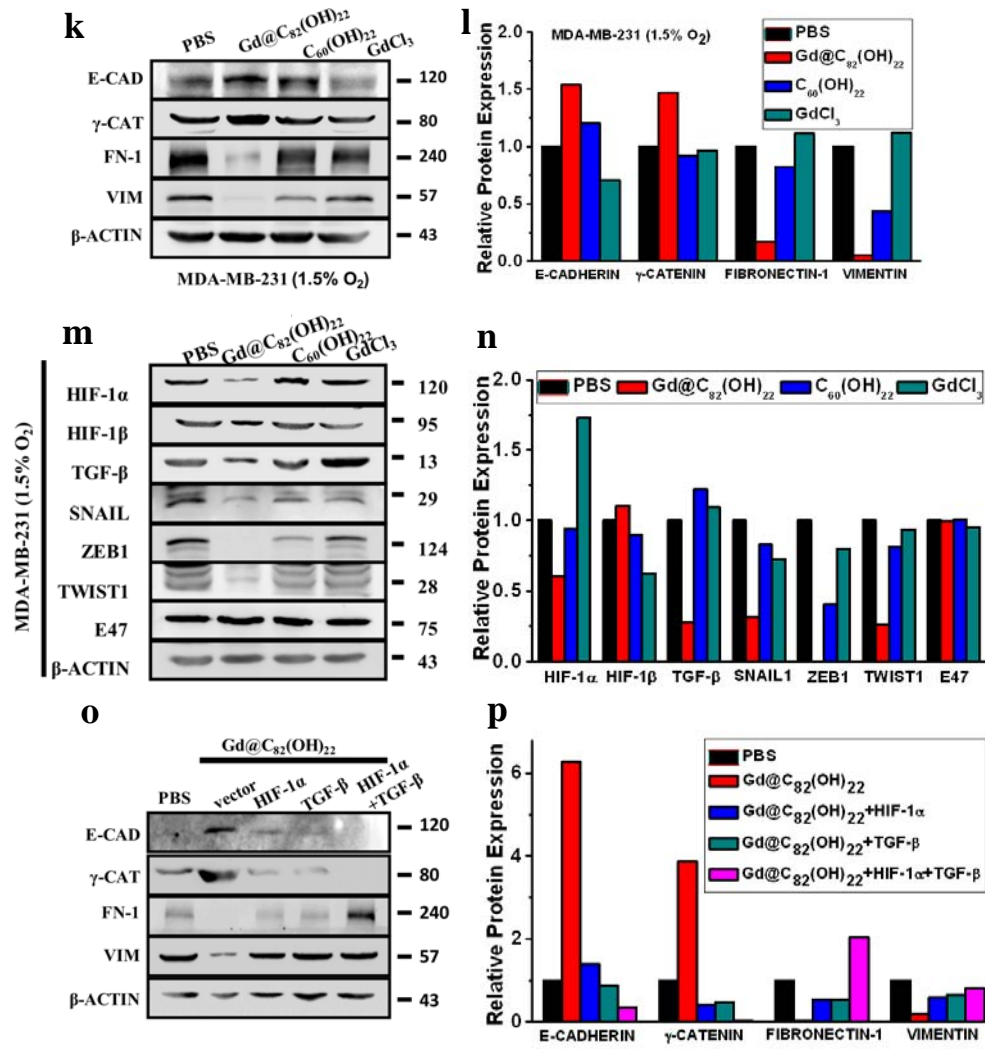 k
PBS
Gd@C₈₂(OH)₂₂
C₆₀(OH)₂₂
GdCl₃
E-CAD
120
γ-CAT
80
FN-1
240
VIM
57
β-ACTIN
43
MDA-MB-231 (1.5% O₂)
l
MDA-MB-231 (1.5% O₂)
PBS
Gd@C₈₂(OH)₂₂
C₆₀(OH)₂₂
GdCl₃
Relative Protein Expression
2.0
1.5
1.0
0.5
0.0
E-CADHERIN γ-CATENIN FIBRONECTIN-1 VIMENTIN
m
PBS
Gd@C₈₂(OH)₂₂
C₆₀(OH)₂₂
GdCl₃
MDA-MB-231 (1.5% O₂)
HIF-1α
120
HIF-1β
95
TGF-β
13
SNAIL
29
ZEB1
124
TWIST1
28
E47
75
β-ACTIN
43
n
PBS Gd@C₈₂(OH)₂₂ C₆₀(OH)₂₂ GdCl₃
Relative Protein Expression
2.0
1.5
1.0
0.5
0.0
HIF-1α HIF-1β TGF-β SNAIL1 ZEB1 TWIST1 E47
o
Gd@C₈₂(OH)₂₂
PBS
vector
HIF-1α
TGF-β
HIF-1α
+TGF-β
E-CAD
120
γ-CAT
80
FN-1
240
VIM
57
β-ACTIN
43
p
PBS
Gd@C₈₂(OH)₂₂
Gd@C₈₂(OH)₂₂+HIF-1α
Gd@C₈₂(OH)₂₂+TGF-β
Gd@C₈₂(OH)₂₂+HIF-1α+TGF-β
Relative Protein Expression
6
4
2
0
E-CADHERIN γ-CATENIN FIBRONECTIN-1 VIMENTIN